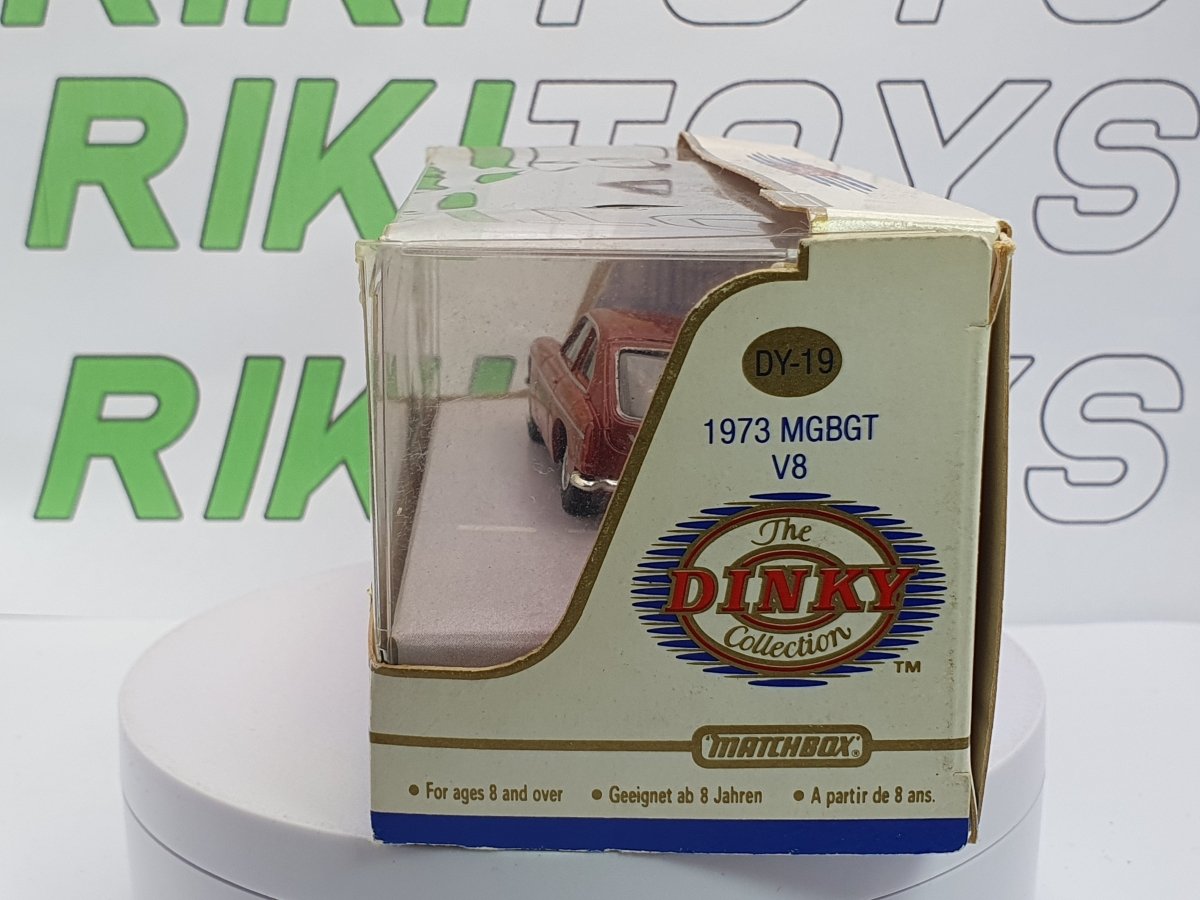 RIKITOYS
RIKITOYS
RIKITOYS
DY-19
1973 MGBGT
V8
The
DINKY
Collection
TM
"MATCHBOX"®
• For ages 8 and over • Geeignet ab 8 Jahren • A partir de 8 ans.